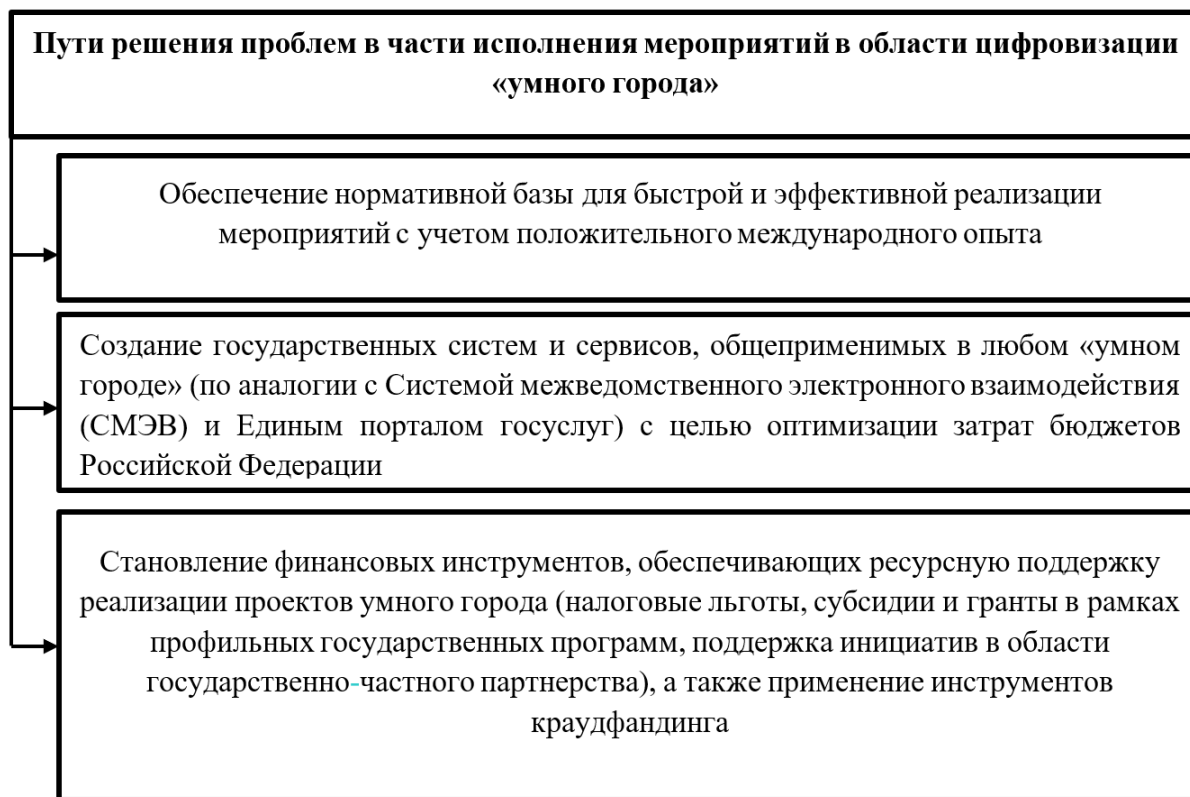 Пути решения проблем в части исполнения мероприятий в области цифровизации
«умного города»
Обеспечение нормативной базы для быстрой и эффективной реализации
мероприятий с учетом положительного международного опыта
Создание государственных систем и сервисов, общеприменимых в любом «умном
городе» (по аналогии с Системой межведомственного электронного взаимодействия
(СМЭВ) и Единым порталом госуслуг) с целью оптимизации затрат бюджетов
Российской Федерации
Становление финансовых инструментов, обеспечивающих ресурсную поддержку
реализации проектов умного города (налоговые льготы, субсидии и гранты в рамках
профильных государственных программ, поддержка инициатив в области
государственно-частного партнерства), а также применение инструментов
краудфандинга